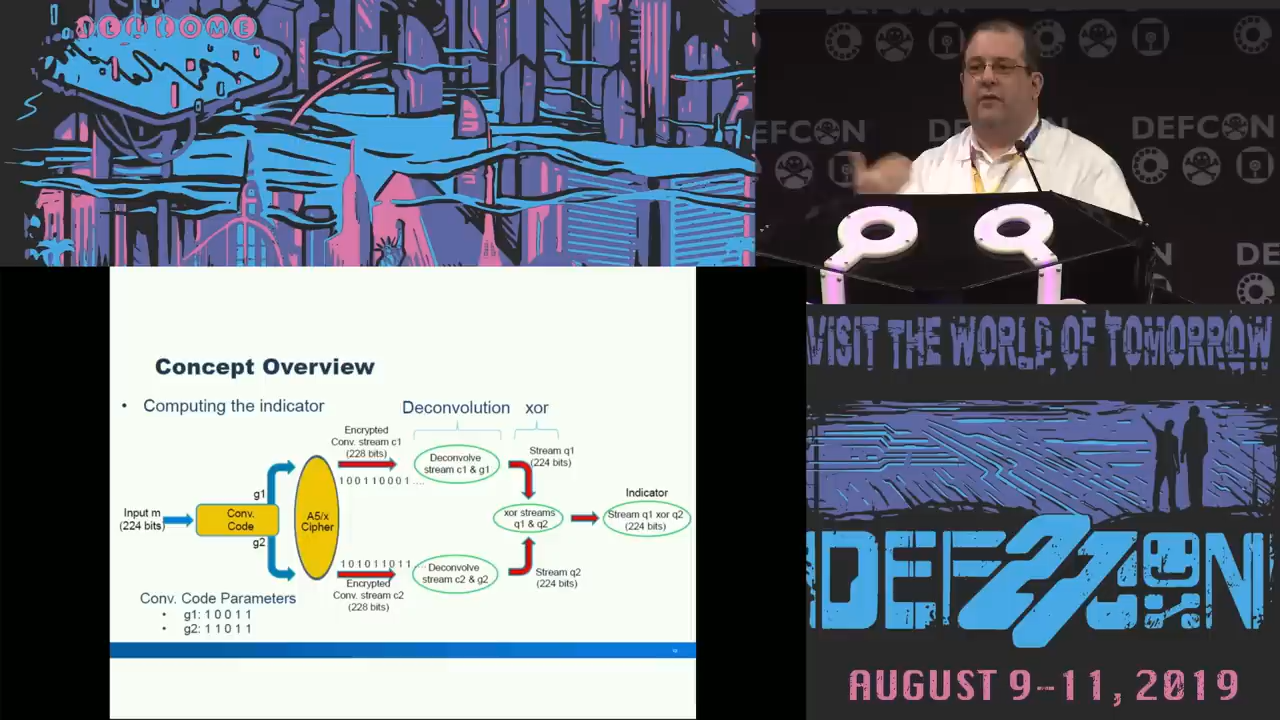 WELCOME
DEFCON
DEFCON
DEFCON
DE
Concept Overview
• Computing the indicator
Deconvolution xor
Encrypted
Conv. stream c1
(228 bits)
1 0 0 1 1 0 0 0 1 ....
Deconvolve
stream c1 & g1
Stream q1
(224 bits)
g1
Input m
(224 bits)
Conv.
Code
A5/x
Cipher
xor streams
q1 & q2
Indicator
Stream q1 xor q2
(224 bits)
g2
1 0 1 0 1 1 0 1 1 ....
Encrypted
Conv. stream c2
(228 bits)
Deconvolve
stream c2 & g2
Stream q2
(224 bits)
Conv. Code Parameters
• g1: 1 0 0 1 1
• g2: 1 1 0 1 1
VISIT THE WORLD OF TOMORROW
DEF27CON
AUGUST 9-11, 2019